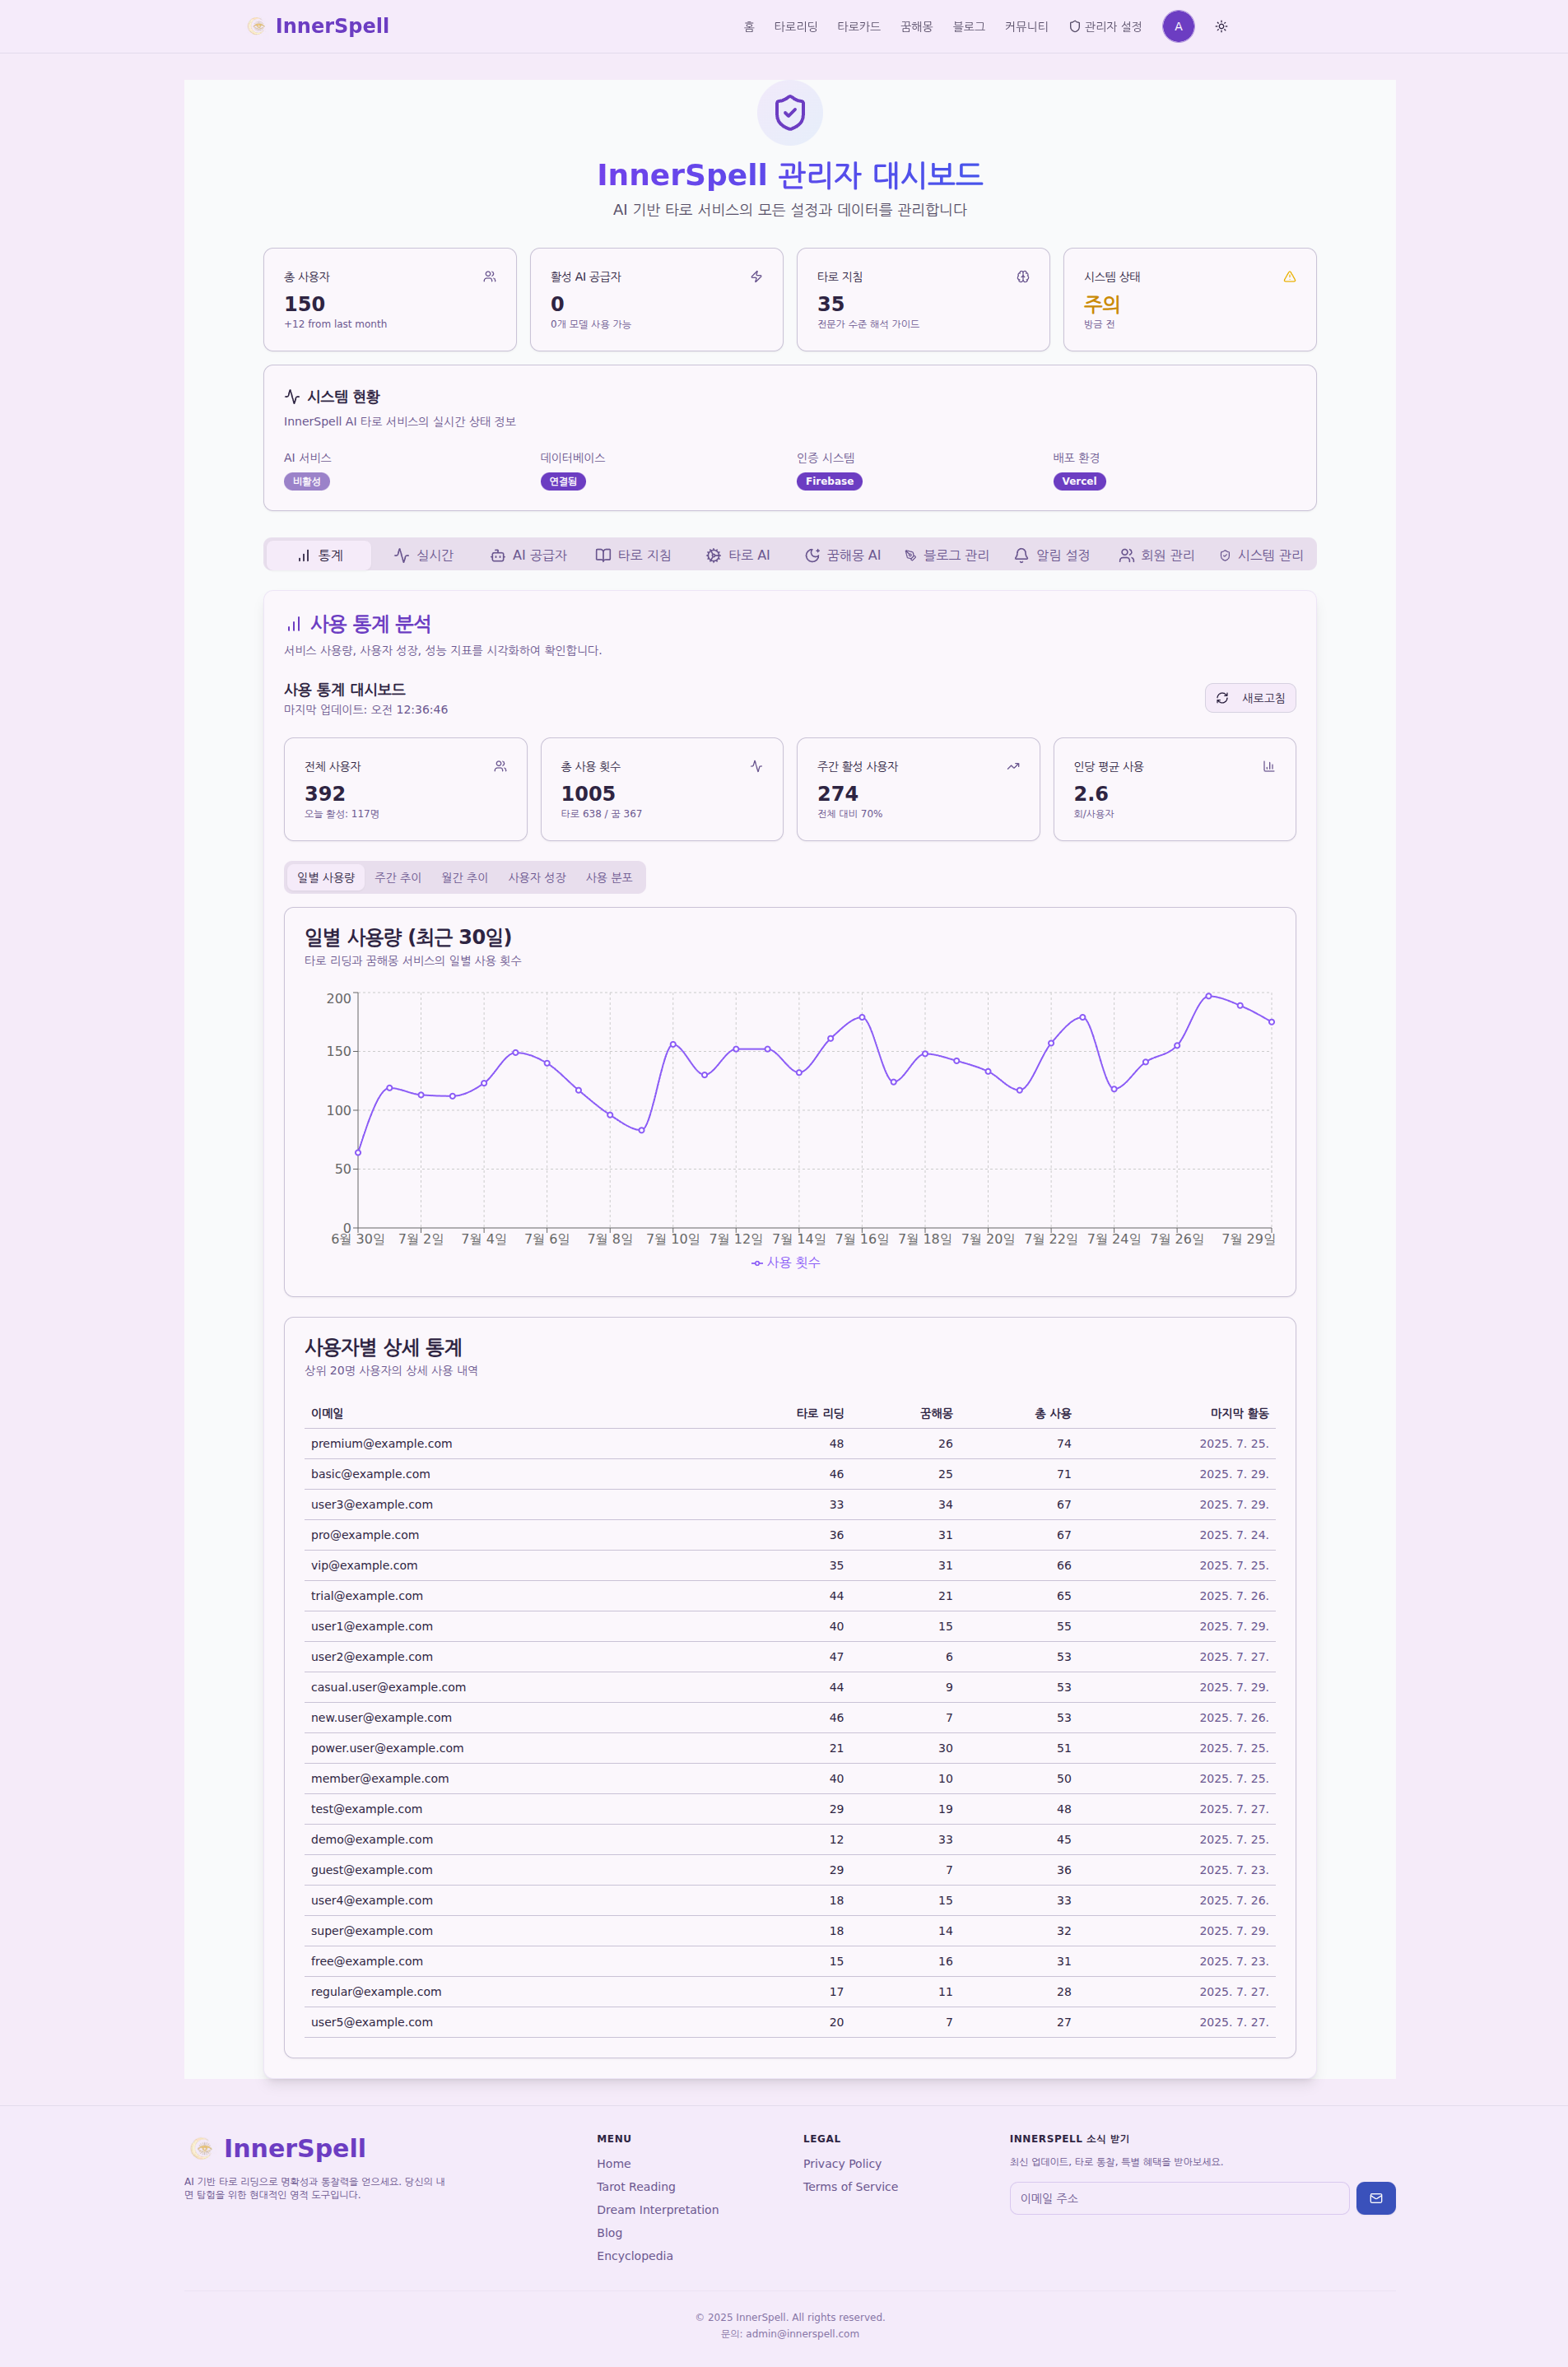 InnerSpell
홈 타로리딩 타로카드 꿈해몽 블로그 커뮤니티 관리자 설정 A
InnerSpell 관리자 대시보드
AI 기반 타로 서비스의 모든 설정과 데이터를 관리합니다
총 사용자
150
+12 from last month
활성 AI 공급자
0
0개 모델 사용 가능
타로 지침
35
전문가 수준 해석 가이드
시스템 상태
주의
방금 전
시스템 현황
InnerSpell AI 타로 서비스의 실시간 상태 정보
AI 서비스
비활성
데이터베이스
연결됨
인증 시스템
Firebase
배포 환경
Vercel
통계 실시간 AI 공급자 타로 지침 타로 AI 꿈해몽 AI 블로그 관리 알림 설정 회원 관리 시스템 관리
사용 통계 분석
서비스 사용량, 사용자 성장, 성능 지표를 시각화하여 확인합니다.
사용 통계 대시보드
마지막 업데이트: 오전 12:36:46
새로고침
전체 사용자
392
오늘 활성: 117명
총 사용 횟수
1005
타로 638 / 꿈 367
주간 활성 사용자
274
전체 대비 70%
인당 평균 사용
2.6
회/사용자
일별 사용량 주간 추이 월간 추이 사용자 성장 사용 분포
일별 사용량 (최근 30일)
타로 리딩과 꿈해몽 서비스의 일별 사용 횟수
200
150
100
50
0
6월 30일 7월 2일 7월 4일 7월 6일 7월 8일 7월 10일 7월 12일 7월 14일 7월 16일 7월 18일 7월 20일 7월 22일 7월 24일 7월 26일 7월 29일
사용 횟수
사용자별 상세 통계
상위 20명 사용자의 상세 사용 내역
이메일 타로 리딩 꿈해몽 총 사용 마지막 활동
premium@example.com 48 26 74 2025. 7. 25.
basic@example.com 46 25 71 2025. 7. 29.
user3@example.com 33 34 67 2025. 7. 29.
pro@example.com 36 31 67 2025. 7. 24.
vip@example.com 35 31 66 2025. 7. 25.
trial@example.com 44 21 65 2025. 7. 26.
user1@example.com 40 15 55 2025. 7. 29.
user2@example.com 47 6 53 2025. 7. 27.
casual.user@example.com 44 9 53 2025. 7. 29.
new.user@example.com 46 7 53 2025. 7. 26.
power.user@example.com 21 30 51 2025. 7. 25.
member@example.com 40 10 50 2025. 7. 25.
test@example.com 29 19 48 2025. 7. 27.
demo@example.com 12 33 45 2025. 7. 25.
guest@example.com 29 7 36 2025. 7. 23.
user4@example.com 18 15 33 2025. 7. 26.
super@example.com 18 14 32 2025. 7. 29.
free@example.com 15 16 31 2025. 7. 23.
regular@example.com 17 11 28 2025. 7. 27.
user5@example.com 20 7 27 2025. 7. 27.
InnerSpell
AI 기반 타로 리딩으로 명확성과 통찰력을 얻으세요. 당신의 내
면 탐험을 위한 현대적인 영적 도구입니다.
MENU
Home
Tarot Reading
Dream Interpretation
Blog
Encyclopedia
LEGAL
Privacy Policy
Terms of Service
INNERSPELL 소식 받기
최신 업데이트, 타로 통찰, 특별 혜택을 받아보세요.
이메일 주소
© 2025 InnerSpell. All rights reserved.
문의: admin@innerspell.com